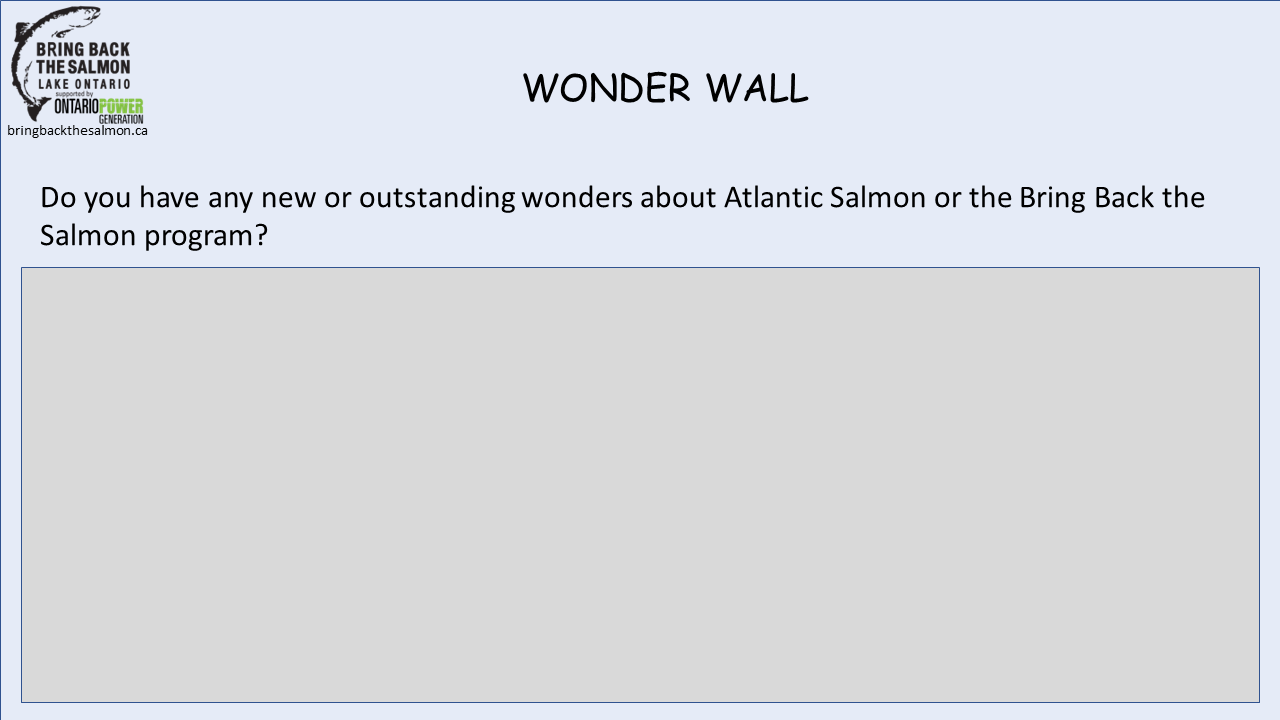 BRING BACK
THE SALMON
LAKE ONTARIO
supported by
ONTARIOPOWER
GENERATION
bringbackthesalmon.ca
WONDER WALL
Do you have any new or outstanding wonders about Atlantic Salmon or the Bring Back the
Salmon program?